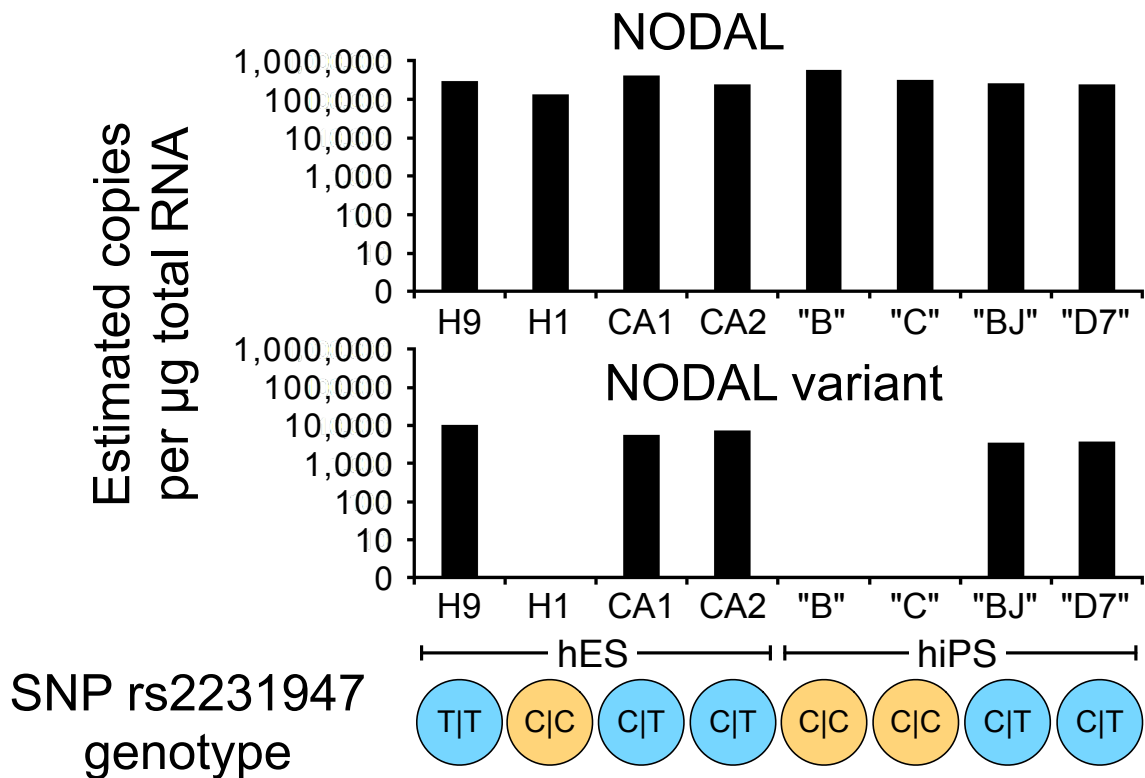 NODAL
Estimated copies
per µg total RNA
1,000,000
100,000
10,000
1,000
100
10
0
H9 H1 CA1 CA2 "B" "C" "BJ" "D7"
NODAL variant
1,000,000
100,000
10,000
1,000
100
10
0
H9 H1 CA1 CA2 "B" "C" "BJ" "D7"
hES hiPS
SNP rs2231947
genotype
T|T C|C C|T C|T C|C C|C C|T C|T